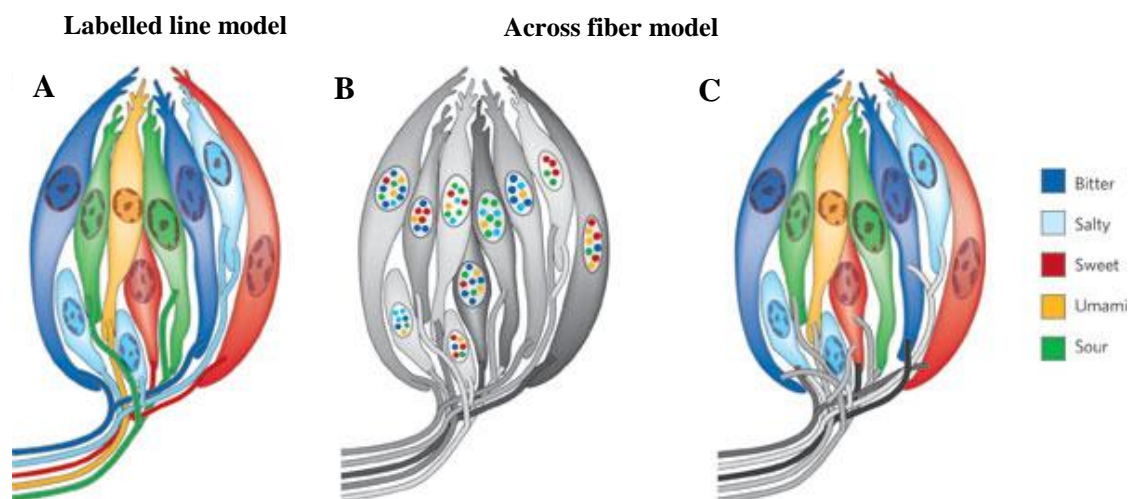 Labelled line model
Across fiber model
A
B
C
Bitter
Salty
Sweet
Umami
Sour